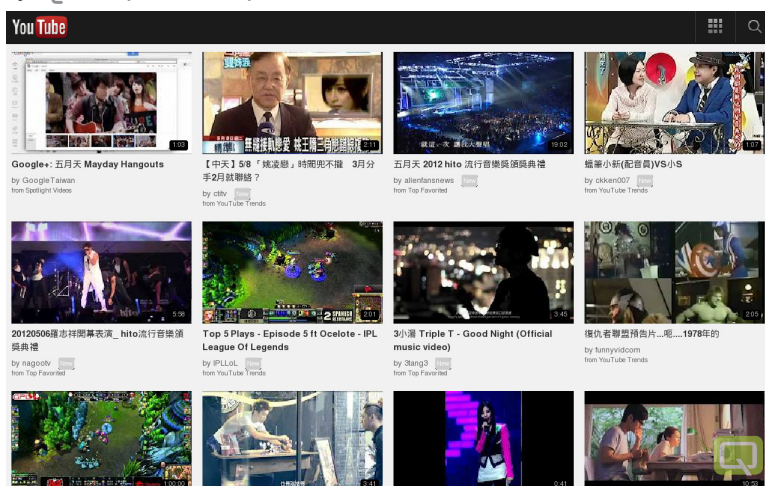 YouTube
1:03
2:11
19:02
1:07
Google+: 五月天 Mayday Hangouts
by GoogleTaiwan
from Spotlight Videos
【中天】5/8「姚凌戀」時間兜不攏 3月分
手2月就聯絡？
by ctitv New
from YouTube Trends
五月天 2012 hito 流行音樂獎頒獎典禮
by alienfansnews New
from Top Favorited
蠟筆小新(配音員)VS小S
by ckken007 New
from YouTube Trends
5:58
2:01
3:45
2:05
20120506羅志祥開幕表演_ hito流行音樂頒
獎典禮
by nagootv New
from Top Favorited
Top 5 Plays - Episode 5 ft Ocelote - IPL
League Of Legends
by IPLLoL New
from YouTube Trends
3小湯 Triple T - Good Night (Official
music video)
by 3tang3 New
from Top Favorited
復仇者聯盟預告片...呃....1978年的
by funnyvidcom
from YouTube Trends
1:00:00
3:41
0:41
10:53